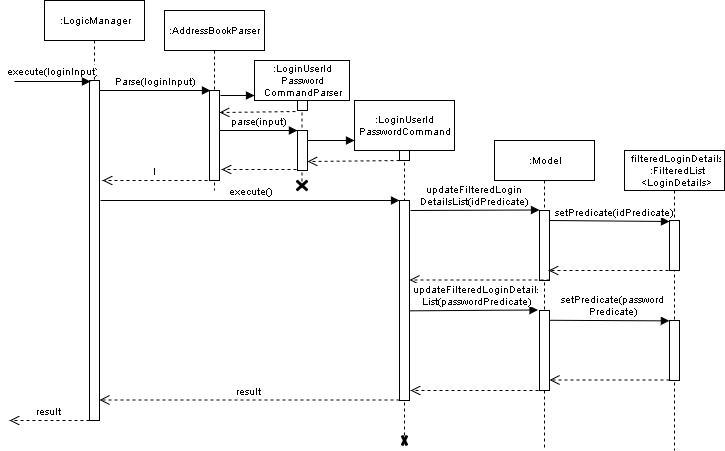 :LogicManager
:AddressBookParser
execute(loginInput)
Parse(loginInput)
:LoginUserId
Password
CommandParser
parse(input)
:LoginUserId
PasswordCommand
l
execute()
:Model
filteredLoginDetails
:FilteredList
<LoginDetails>
updateFilteredLogin
DetailsList(idPredicate)
setPredicate(idPredicate)
updateFilteredLoginDetail:
List(passwordPredicate)
setPredicate(password
Predicate)
result
result